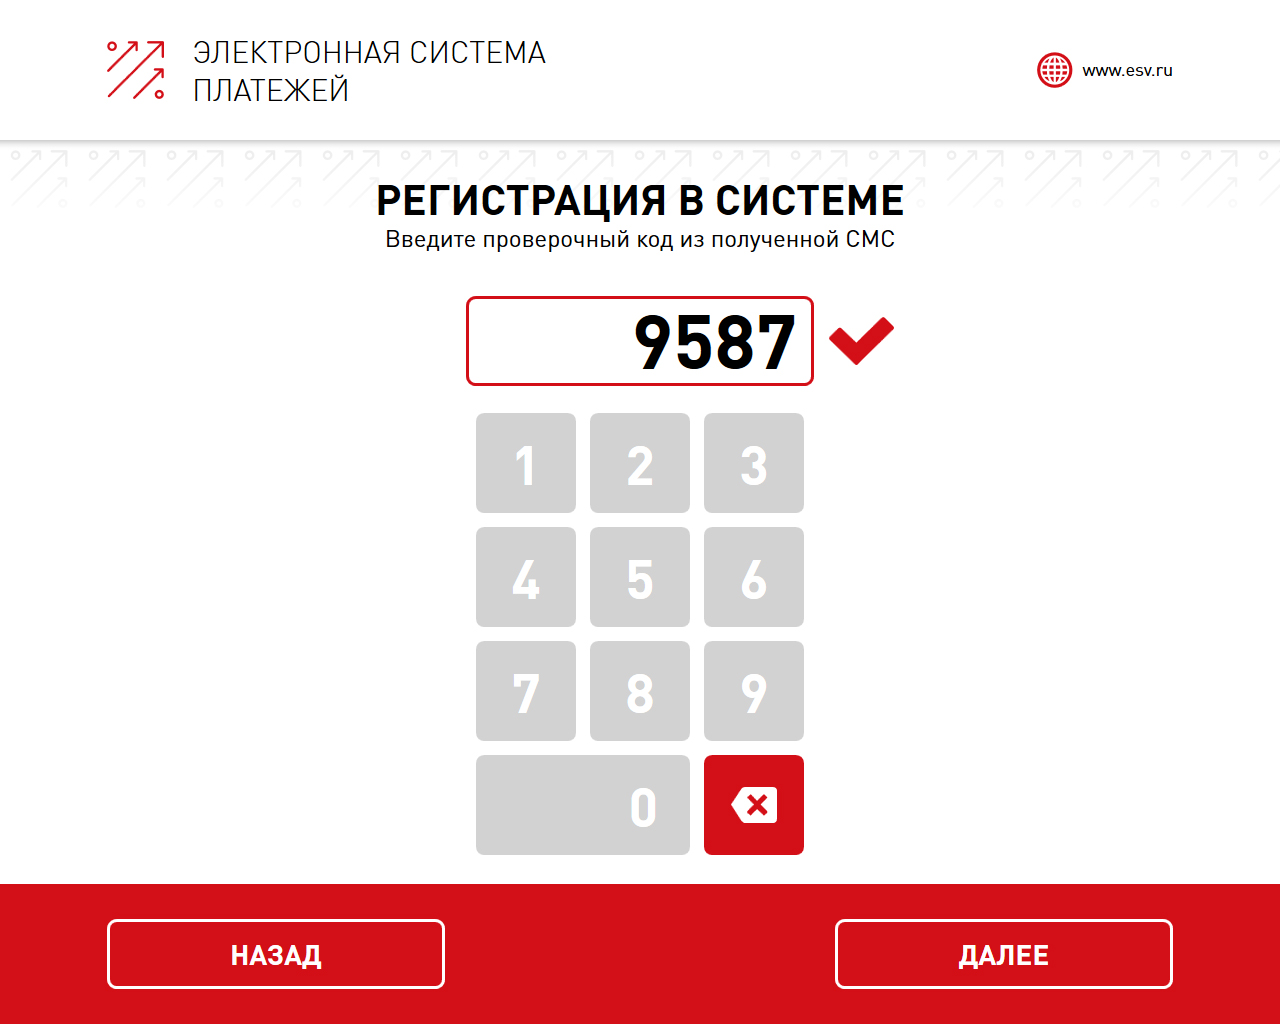 ЭЛЕКТРОННАЯ СИСТЕМА
ПЛАТЕЖЕЙ
www.esv.ru
РЕГИСТРАЦИЯ В СИСТЕМЕ
Введите проверочный код из полученной СМС
9587
1 2 3
4 5 6
7 8 9
0
НАЗАД
ДАЛЕЕ